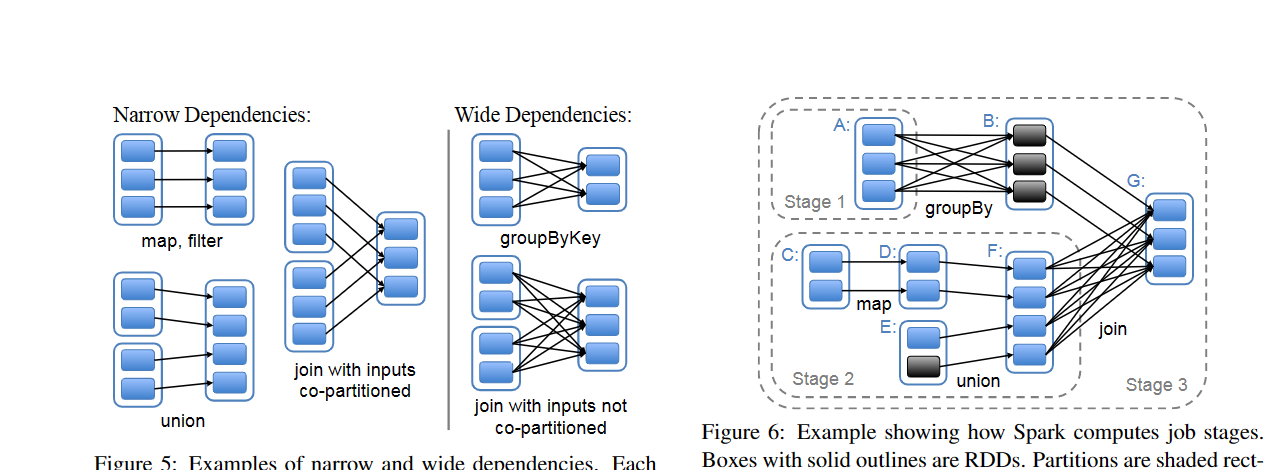 Narrow Dependencies:
map, filter
union
join with inputs
co-partitioned
Wide Dependencies:
groupByKey
join with inputs not
co-partitioned
Figure 5: Examples of narrow and wide dependencies. Each
A:
B:
Stage 1
groupBy
G:
C:
D:
F:
map
E:
join
Stage 2
union
Stage 3
Figure 6: Example showing how Spark computes job stages.
Boxes with solid outlines are RDDs. Partitions are shaded rect-